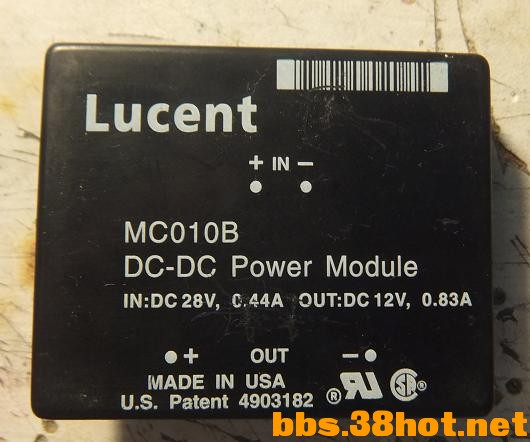 Lucent
+ IN −
MC010B
DC-DC Power Module
IN:DC 28V, 0.44A OUT:DC 12V, 0.83A
+ OUT −
MADE IN USA
U.S. Patent 4903182
bbs.38hot.net